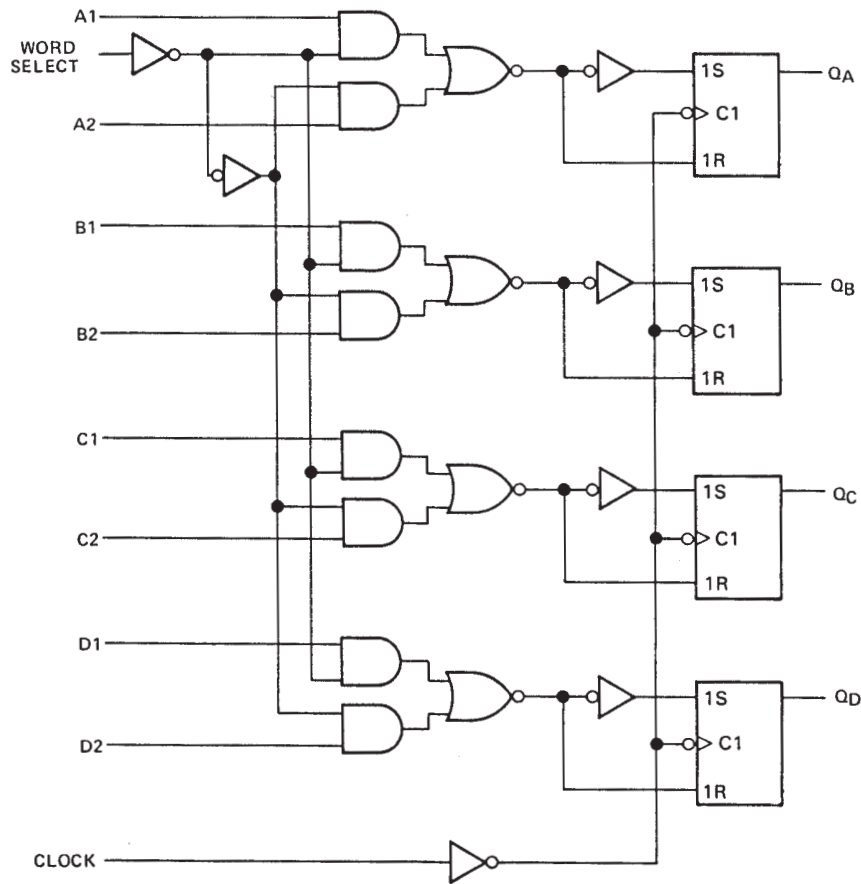 A1
WORD
SELECT
A2
1S
QA
C1
1R
B1
B2
1S
QB
C1
1R
C1
C2
1S
QC
C1
1R
D1
D2
1S
QD
C1
1R
CLOCK